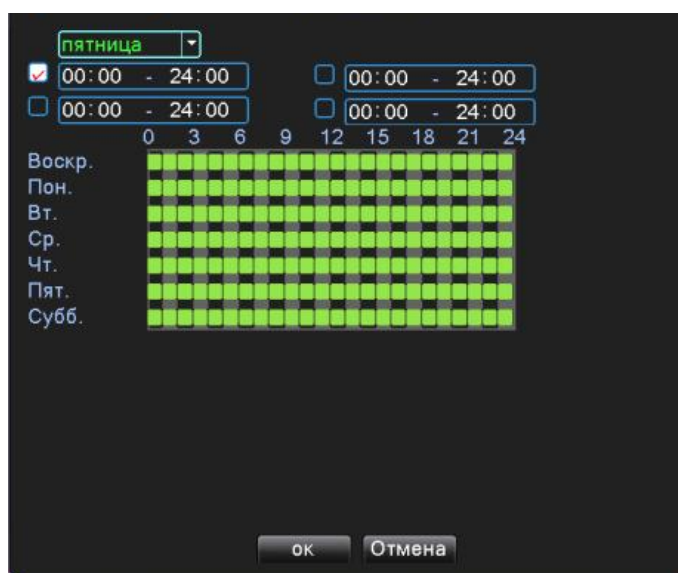 пятница
00:00 - 24:00 00:00 - 24:00
00:00 - 24:00 00:00 - 24:00
0 3 6 9 12 15 18 21 24
Воскр.
Пон.
Вт.
Ср.
Чт.
Пят.
Субб.
ок Отмена